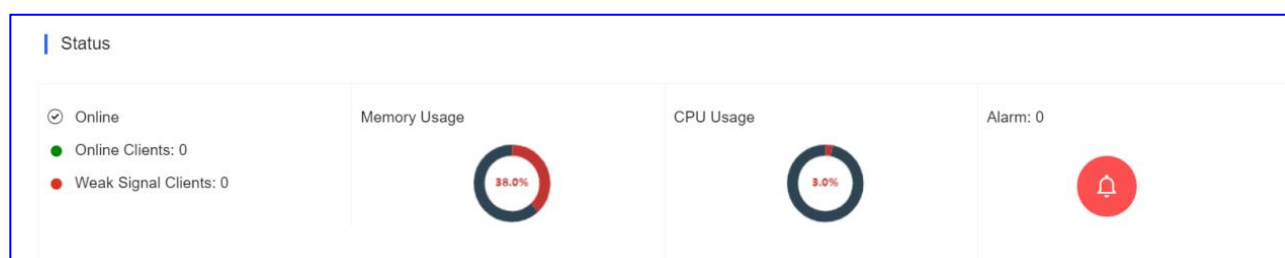 Status
Online
Online Clients: 0
Weak Signal Clients: 0
Memory Usage
38.0%
CPU Usage
3.0%
Alarm: 0